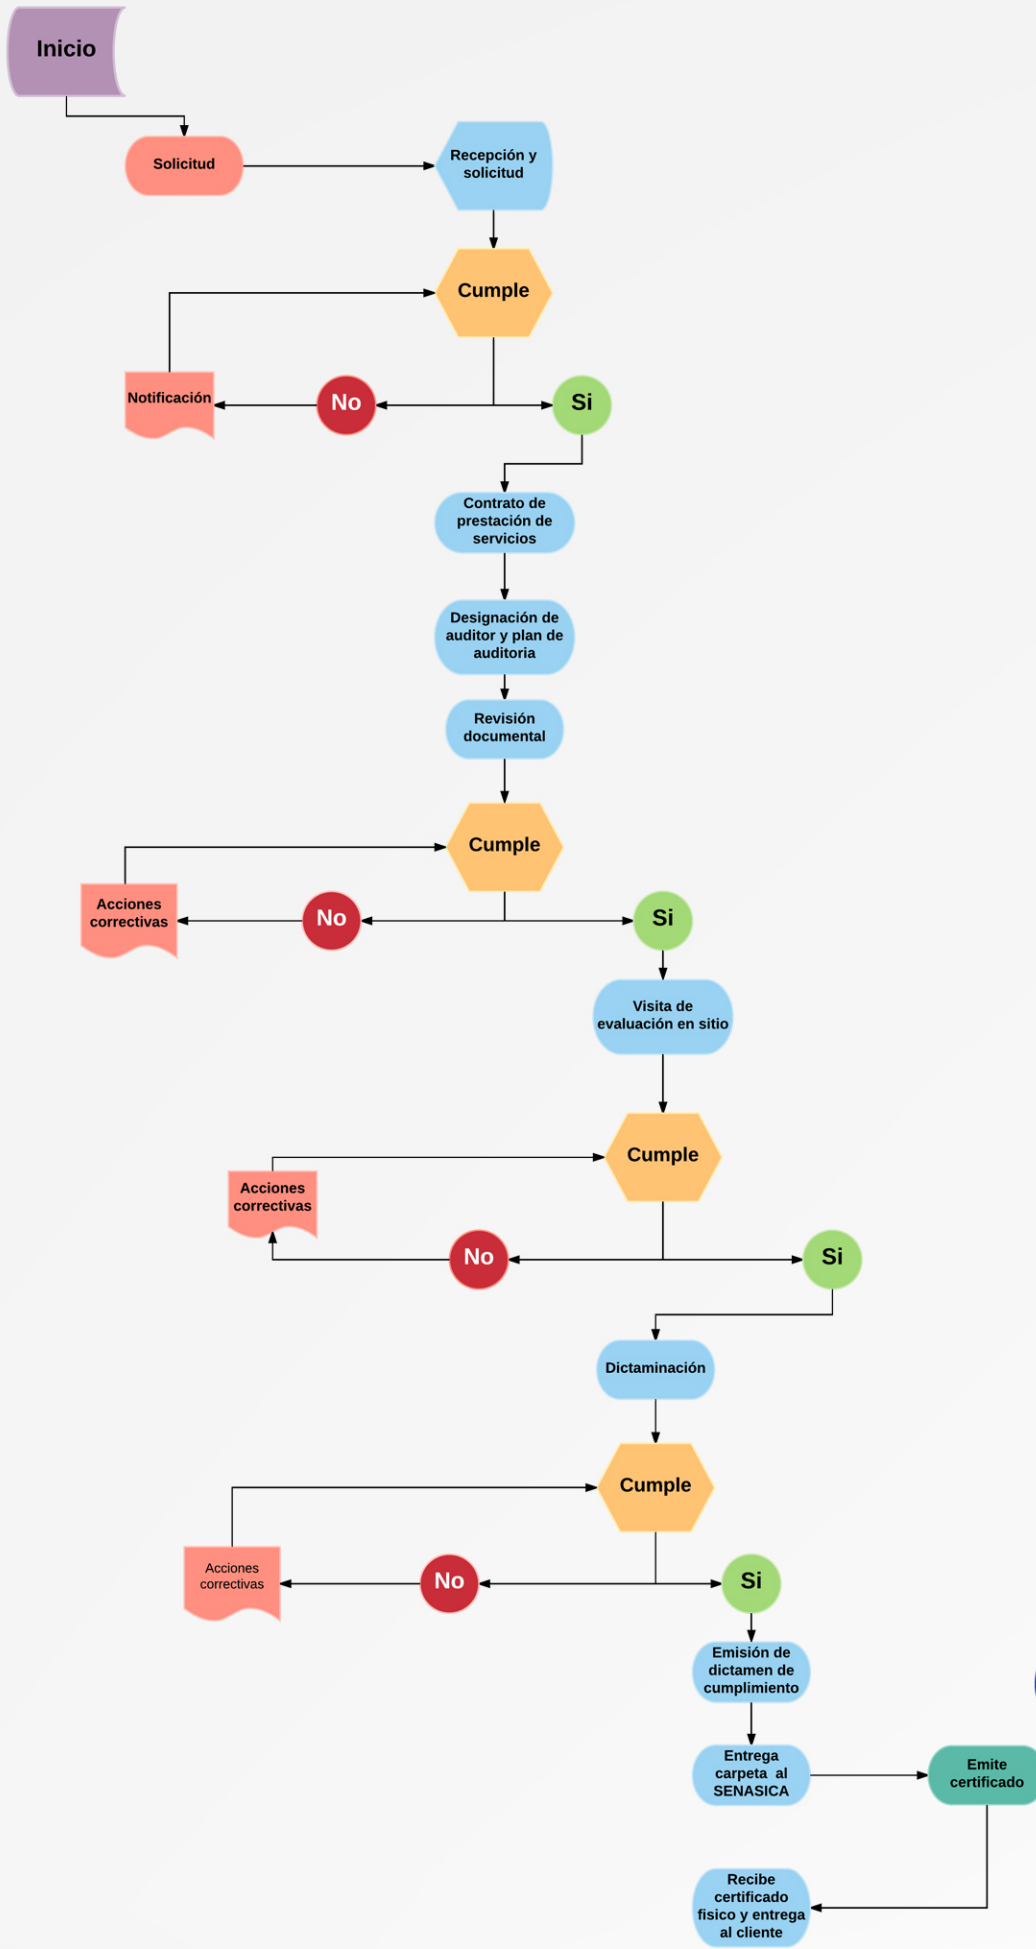 Inicio
Solicitud
Recepción y
solicitud
Cumple
Notificación
No
Si
Contrato de
prestación de
servicios
Designación de
auditor y plan de
auditoria
Revisión
documental
Cumple
Acciones
correctivas
No
Si
Visita de
evaluación en sitio
Cumple
Acciones
correctivas
No
Si
Dictaminación
Cumple
Acciones
correctivas
No
Si
Emisión de
dictamen de
cumplimiento
Entrega
carpeta al
SENASICA
Emite
certificado
Recibe
certificado
fisico y entrega
al cliente